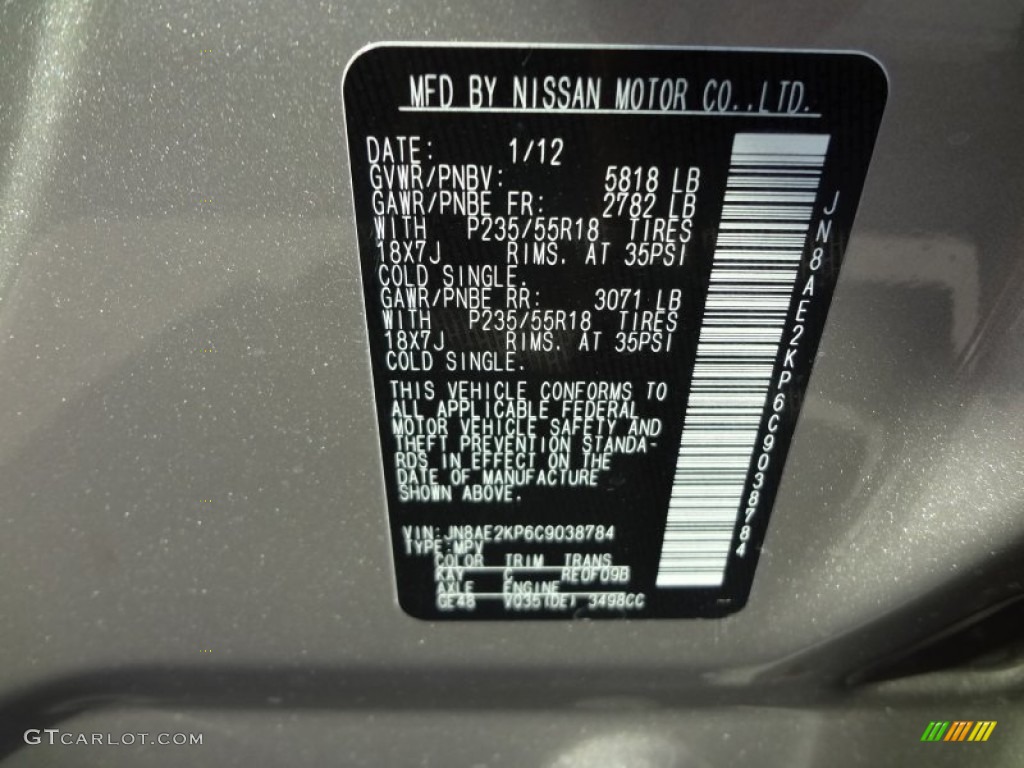 MFD BY NISSAN MOTOR CO.,LTD.
DATE: 1/12
GVWR/PNBV: 5818 LB
GAWR/PNBE FR: 2782 LB
WITH P235/55R18 TIRES
18X7J RIMS. AT 35PSI
COLD SINGLE.
GAWR/PNBE RR: 3071 LB
WITH P235/55R18 TIRES
18X7J RIMS. AT 35PSI
COLD SINGLE.
THIS VEHICLE CONFORMS TO
ALL APPLICABLE FEDERAL
MOTOR VEHICLE SAFETY AND
THEFT PREVENTION STANDA-
RDS IN EFFECT ON THE
DATE OF MANUFACTURE
SHOWN ABOVE.
VIN:JN8AE2KP6C9038784
TYPE:MPV
COLOR TRIM TRANS
KAY C RE0F09B
AXLE ENGINE
GE48 VQ35(DE) 3498CC
JN8AE2KP6C9038784
GTCARLOT.COM